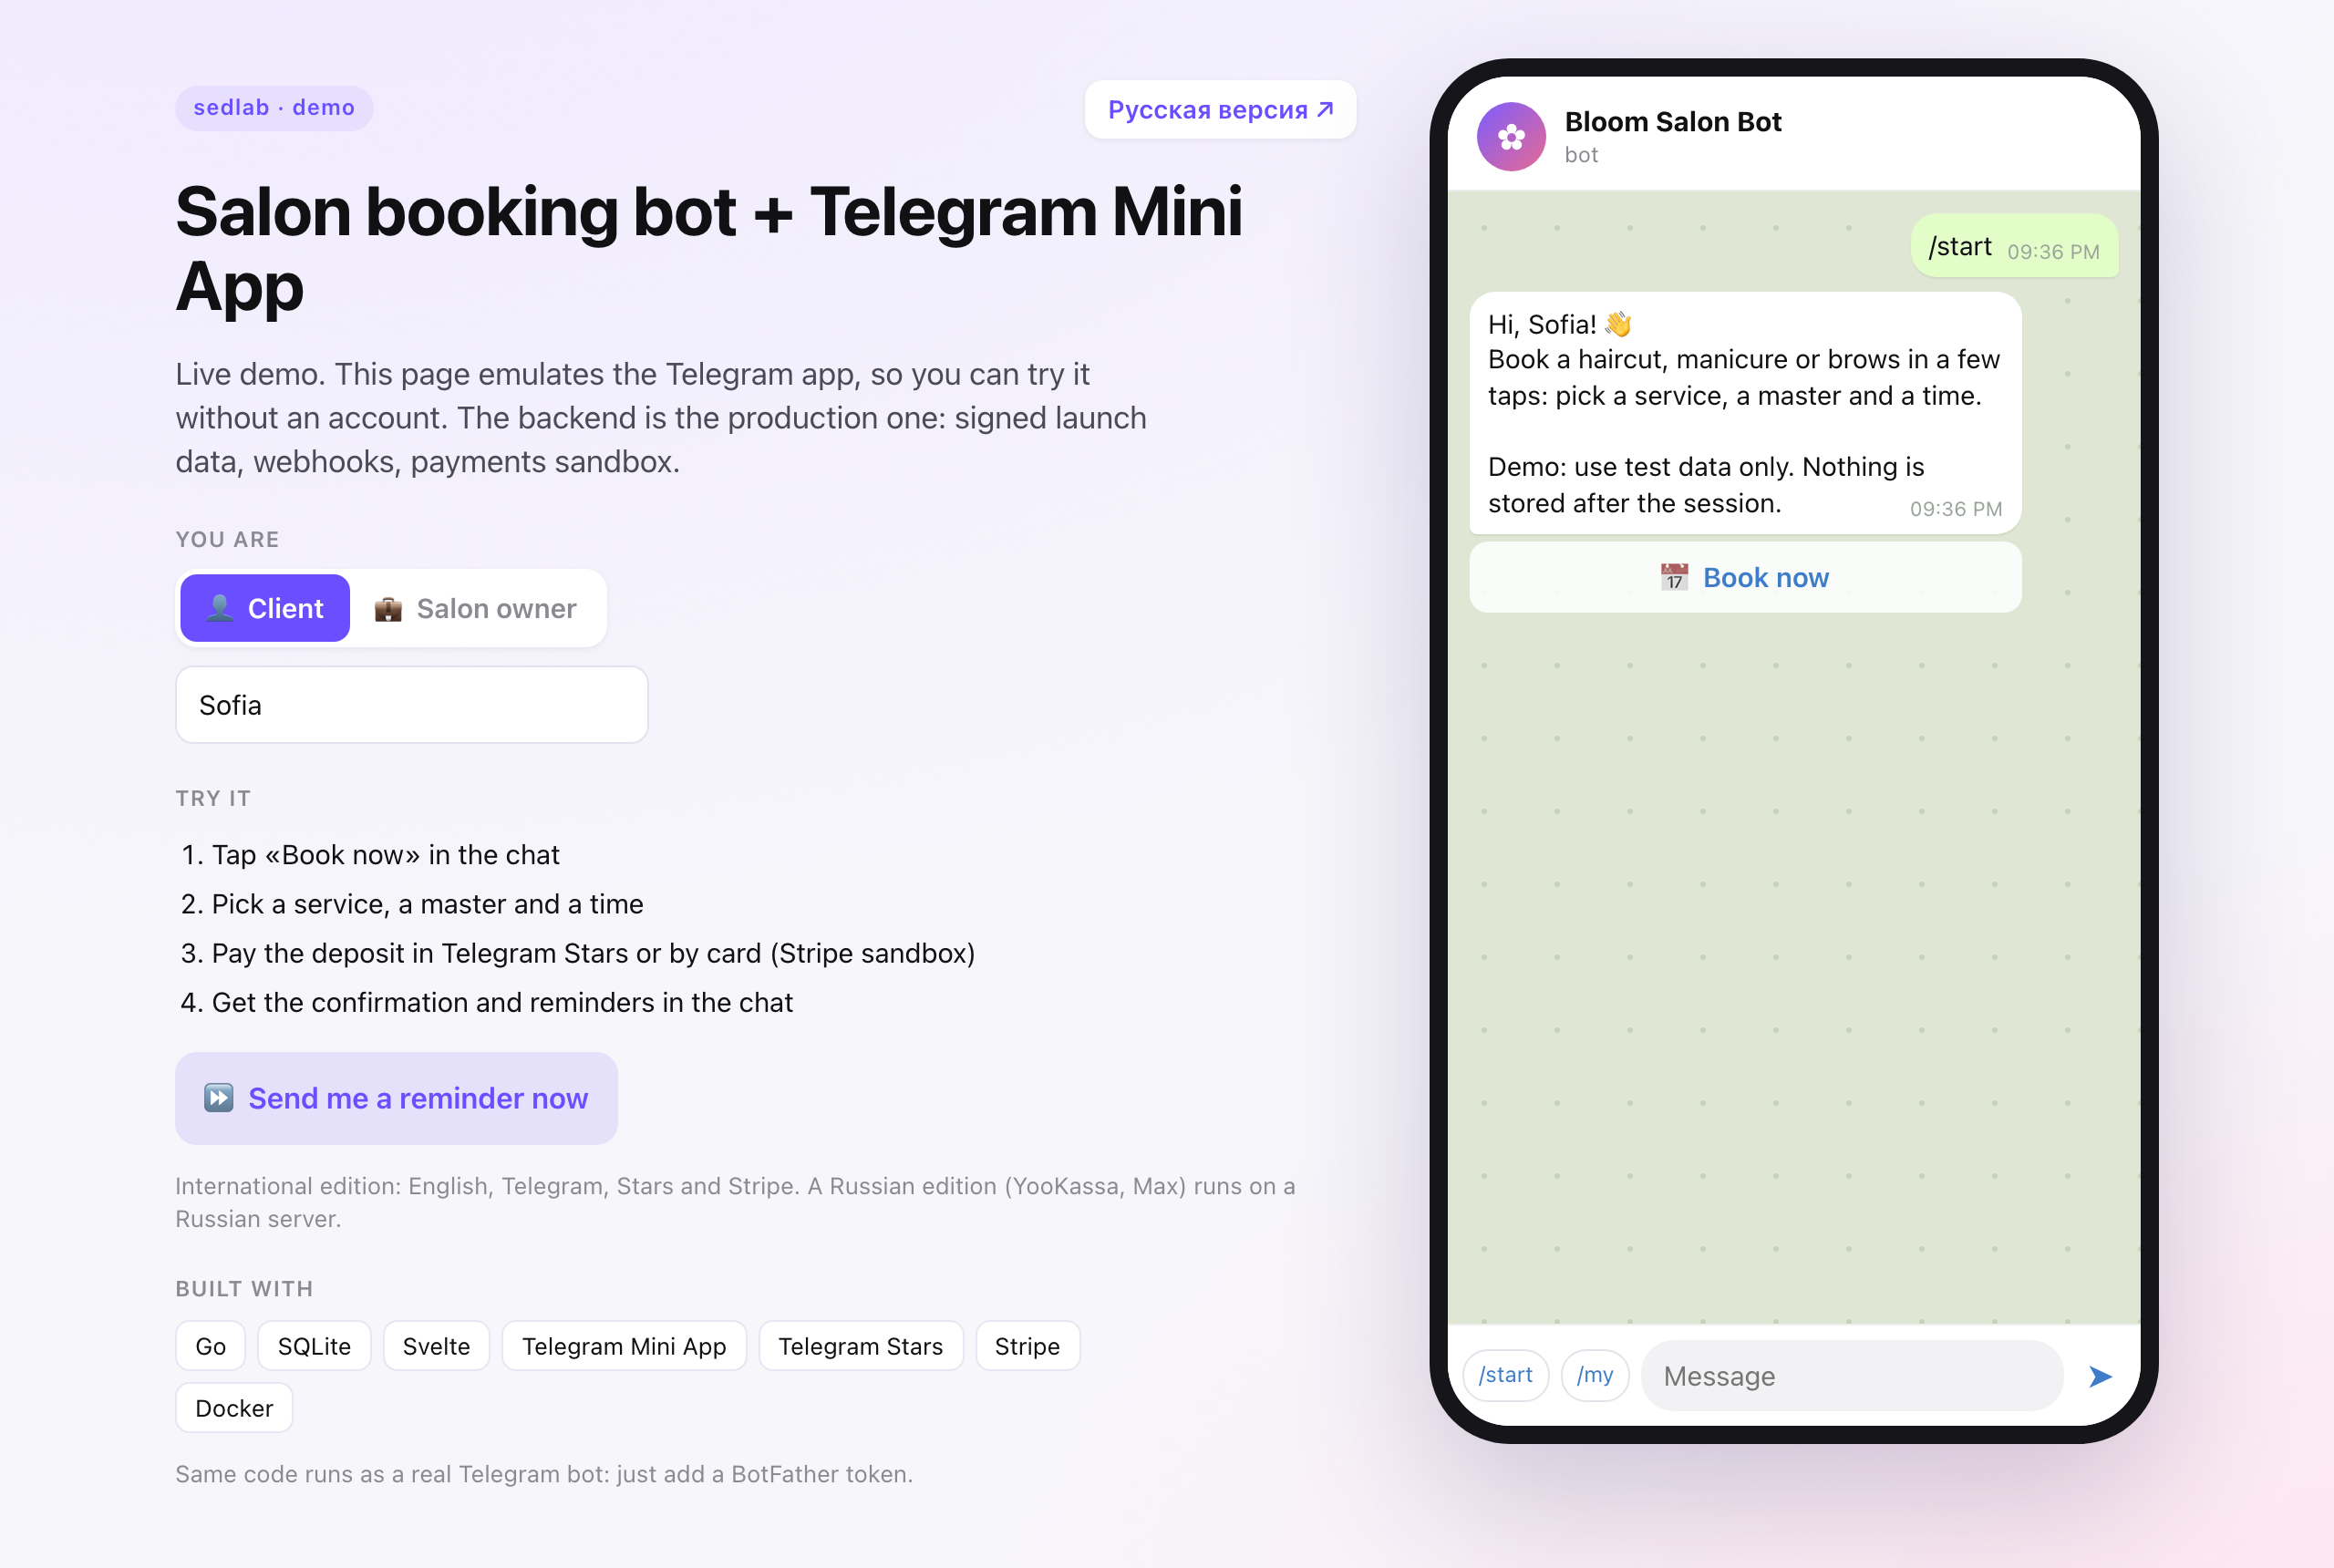 sedlab · demo
Русская версия ↗
Salon booking bot + Telegram Mini
App
Live demo. This page emulates the Telegram app, so you can try it
without an account. The backend is the production one: signed launch
data, webhooks, payments sandbox.
YOU ARE
👤 Client
💼 Salon owner
Sofia
TRY IT
1. Tap «Book now» in the chat
2. Pick a service, a master and a time
3. Pay the deposit in Telegram Stars or by card (Stripe sandbox)
4. Get the confirmation and reminders in the chat
⏩ Send me a reminder now
International edition: English, Telegram, Stars and Stripe. A Russian edition (YooKassa, Max) runs on a
Russian server.
BUILT WITH
Go
SQLite
Svelte
Telegram Mini App
Telegram Stars
Stripe
Docker
Same code runs as a real Telegram bot: just add a BotFather token.
Bloom Salon Bot
bot
/start 09:36 PM
Hi, Sofia! 👋
Book a haircut, manicure or brows in a few
taps: pick a service, a master and a time.
Demo: use test data only. Nothing is
stored after the session. 09:36 PM
📅 Book now
/start
/my
Message